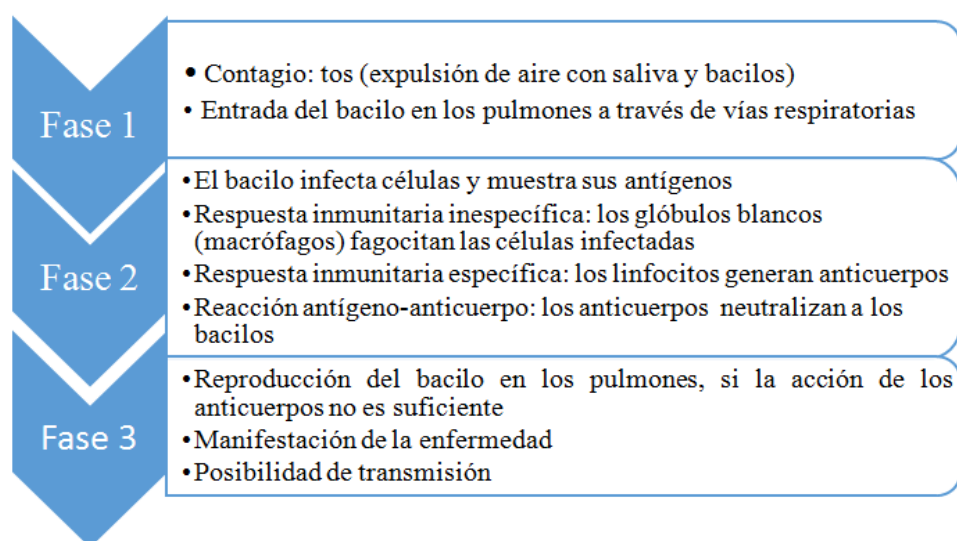 Fase 1
• Contagio: tos (expulsión de aire con saliva y bacilos)
• Entrada del bacilo en los pulmones a través de vías respiratorias
Fase 2
•El bacilo infecta células y muestra sus antígenos
•Respuesta inmunitaria inespecífica: los glóbulos blancos
(macrófagos) fagocitan las células infectadas
•Respuesta inmunitaria específica: los linfocitos generan anticuerpos
•Reacción antígeno-anticuerpo: los anticuerpos neutralizan a los
bacilos
Fase 3
•Reproducción del bacilo en los pulmones, si la acción de los
anticuerpos no es suficiente
•Manifestación de la enfermedad
•Posibilidad de transmisión